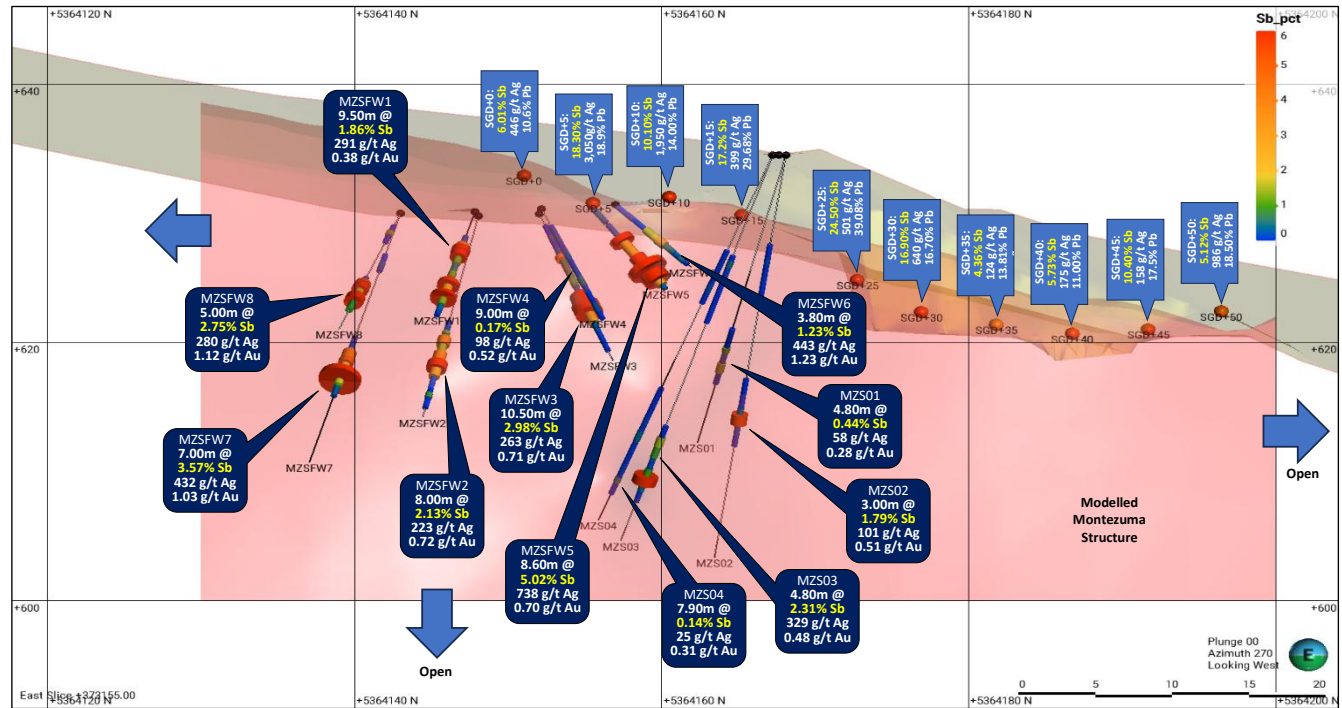 +5364120 N
+5364140 N
+5364160 N
+5364180 N
+5364200 N
Sb_pct
6
5
4
3
2
1
0
+640
+640
SGD+0:
6.01% Sb
446 g/t Ag
10.6% Pb
SGD+5:
18.30% Sb
3,050g/t Ag
18.9% Pb
SGD+10:
10.10% Sb
1,950 g/t Ag
14.00% Pb
SGD+15:
17.2% Sb
399 g/t Ag
29.68% Pb
SGD+25:
24.50% Sb
501 g/t Ag
39.08% Pb
SGD+30:
16.90% Sb
640 g/t Ag
16.70% Pb
SGD+35:
4.36% Sb
124 g/t Ag
13.81% Pb
SGD+40:
5.73% Sb
175 g/t Ag
11.00% Pb
SGD+45:
10.40% Sb
158 g/t Ag
17.5% Pb
SGD+50:
5.12% Sb
986 g/t Ag
18.50% Pb
MZSFW1
9.50m @
1.86% Sb
291 g/t Ag
0.38 g/t Au
SGD+0
SGD+5
SGD+10
SGD+15
SGD+25
SGD+30
SGD+35
SGD+40
SGD+45
SGD+50
MZSFW8
5.00m @
2.75% Sb
280 g/t Ag
1.12 g/t Au
MZSFW4
9.00m @
0.17% Sb
98 g/t Ag
0.52 g/t Au
MZSFW6
3.80m @
1.23% Sb
443 g/t Ag
1.23 g/t Au
MZSFW8
MZSFW1
MZSFW4
MZSFW3
MZSFW5
MZSFW
+620
+620
MZSFW3
10.50m @
2.98% Sb
263 g/t Ag
0.71 g/t Au
MZS01
4.80m @
0.44% Sb
58 g/t Ag
0.28 g/t Au
MZSFW7
7.00m @
3.57% Sb
432 g/t Ag
1.03 g/t Au
MZSFW7
MZSFW2
MZS01
MZSFW2
8.00m @
2.13% Sb
223 g/t Ag
0.72 g/t Au
MZS02
3.00m @
1.79% Sb
101 g/t Ag
0.51 g/t Au
Open
Modelled
Montezuma
Structure
MZS04
MZS03
MZS02
MZSFW5
8.60m @
5.02% Sb
738 g/t Ag
0.70 g/t Au
MZS04
7.90m @
0.14% Sb
25 g/t Ag
0.31 g/t Au
MZS03
4.80m @
2.31% Sb
329 g/t Ag
0.48 g/t Au
+600
+600
Open
Plunge 00
Azimuth 270
Looking West
E
0
5
10
15
20
East Slice +373155.00
+5364120 N
+5364140 N
+5364160 N
+5364180 N
+5364200 N